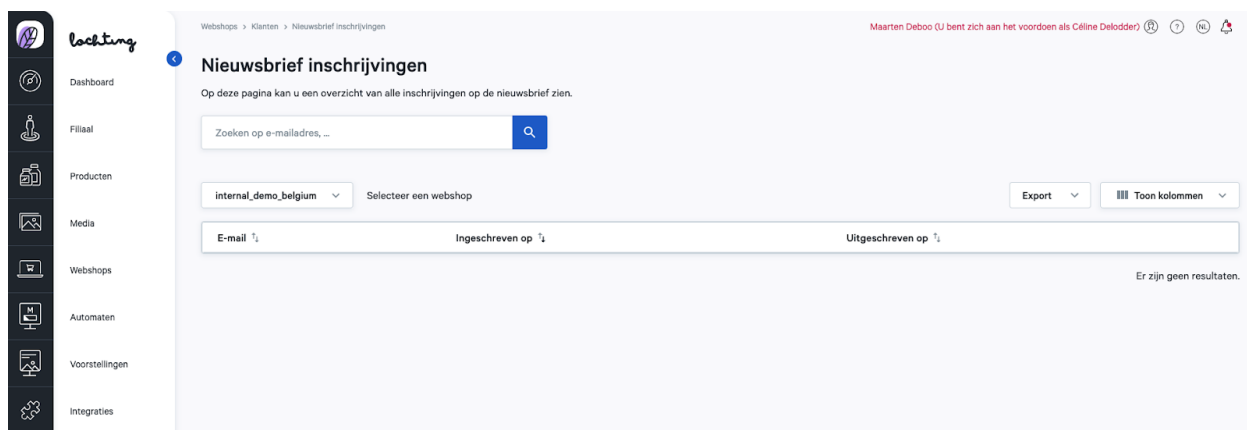 lochting
Webshops > Klanten > Nieuwsbrief inschrijvingen
Maarten Deboo (U bent zich aan het voordoen als Céline Delodder)
?
NL
Nieuwsbrief inschrijvingen
Op deze pagina kan u een overzicht van alle inschrijvingen op de nieuwsbrief zien.
Zoeken op e-mailadres, ...
internal_demo_belgium
Selecteer een webshop
Export
Toon kolommen
E-mail
Ingeschreven op
Uitgeschreven op
Er zijn geen resultaten.
Dashboard
Filiaal
Producten
Media
Webshops
M
Automaten
Voorstellingen
Integraties